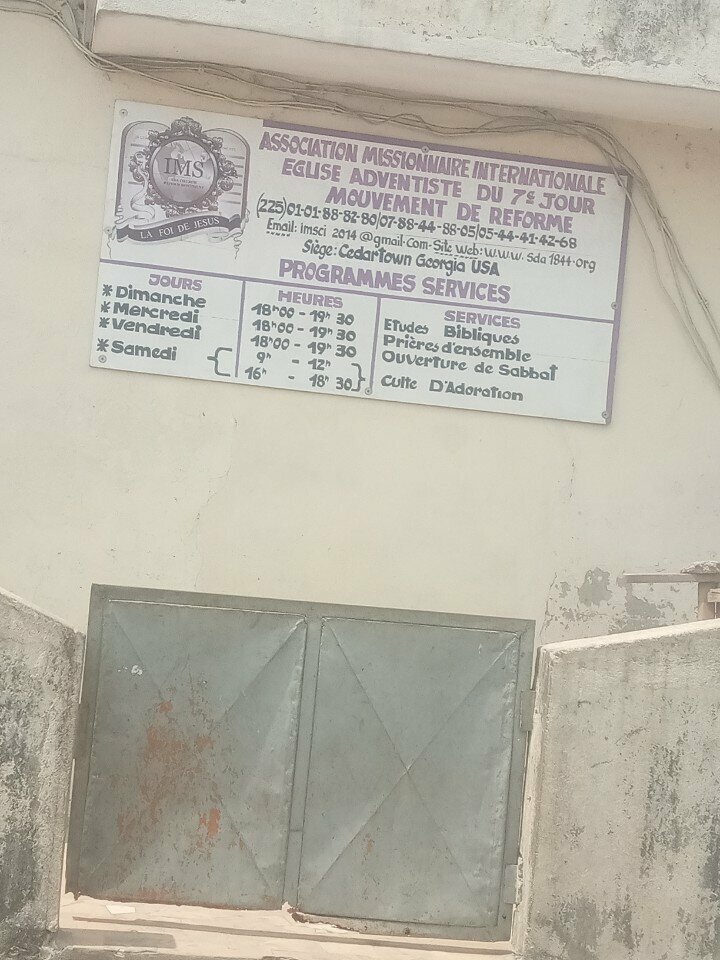 IMS
LA FOI DE JESUS
ASSOCIATION MISSIONNAIRE INTERNATIONALE
EGLISE ADVENTISTE DU 7e JOUR
MOUVEMENT DE REFORME
(225)01-01-88-82-80/07-88-44-88-05/05-44-41-42-68
Email: imsci 2014@gmail.Com-Site Web: W.W.W. Sda 1844.org
Siège: Cedartown Georgia USA
PROGRAMMES SERVICES
JOURS HEURES SERVICES
* Dimanche 18h00 - 19h 30 Etudes Bibliques
* Mercredi 18h00 - 19h 30 Prières d'ensemble
* Vendredi 18h00 - 19h 30 Ouverture de Sabbat
* Samedi { 9h - 12h
16h - 18h 30 } Culte D'Adoration